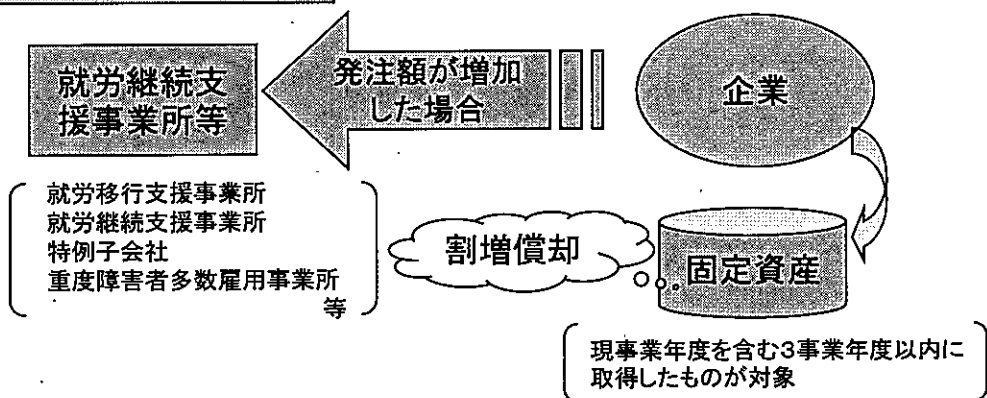 就労継続支
援事業所等
発注額が増加
した場合
企業
就労移行支援事業所
就労継続支援事業所
特例子会社
重度障害者多数雇用事業所
等
割増償却
固定資産
現事業年度を含む3事業年度以内に
取得したものが対象